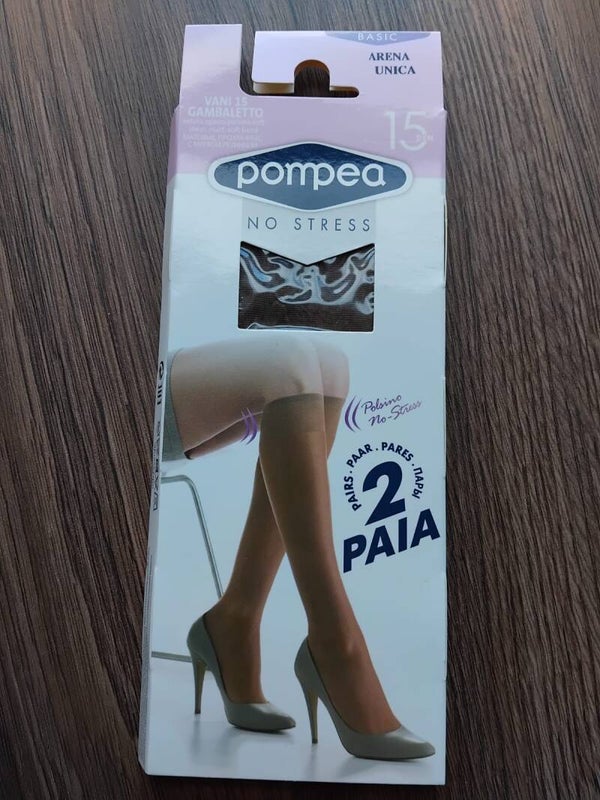 BASIC
ARENA
UNICA
VANI 15
GAMBALETTO
15
pompea
NO STRESS
Polsino
No-Stress
PAIRS · PAAR · PARES · ПАРЫ
2
PAIA